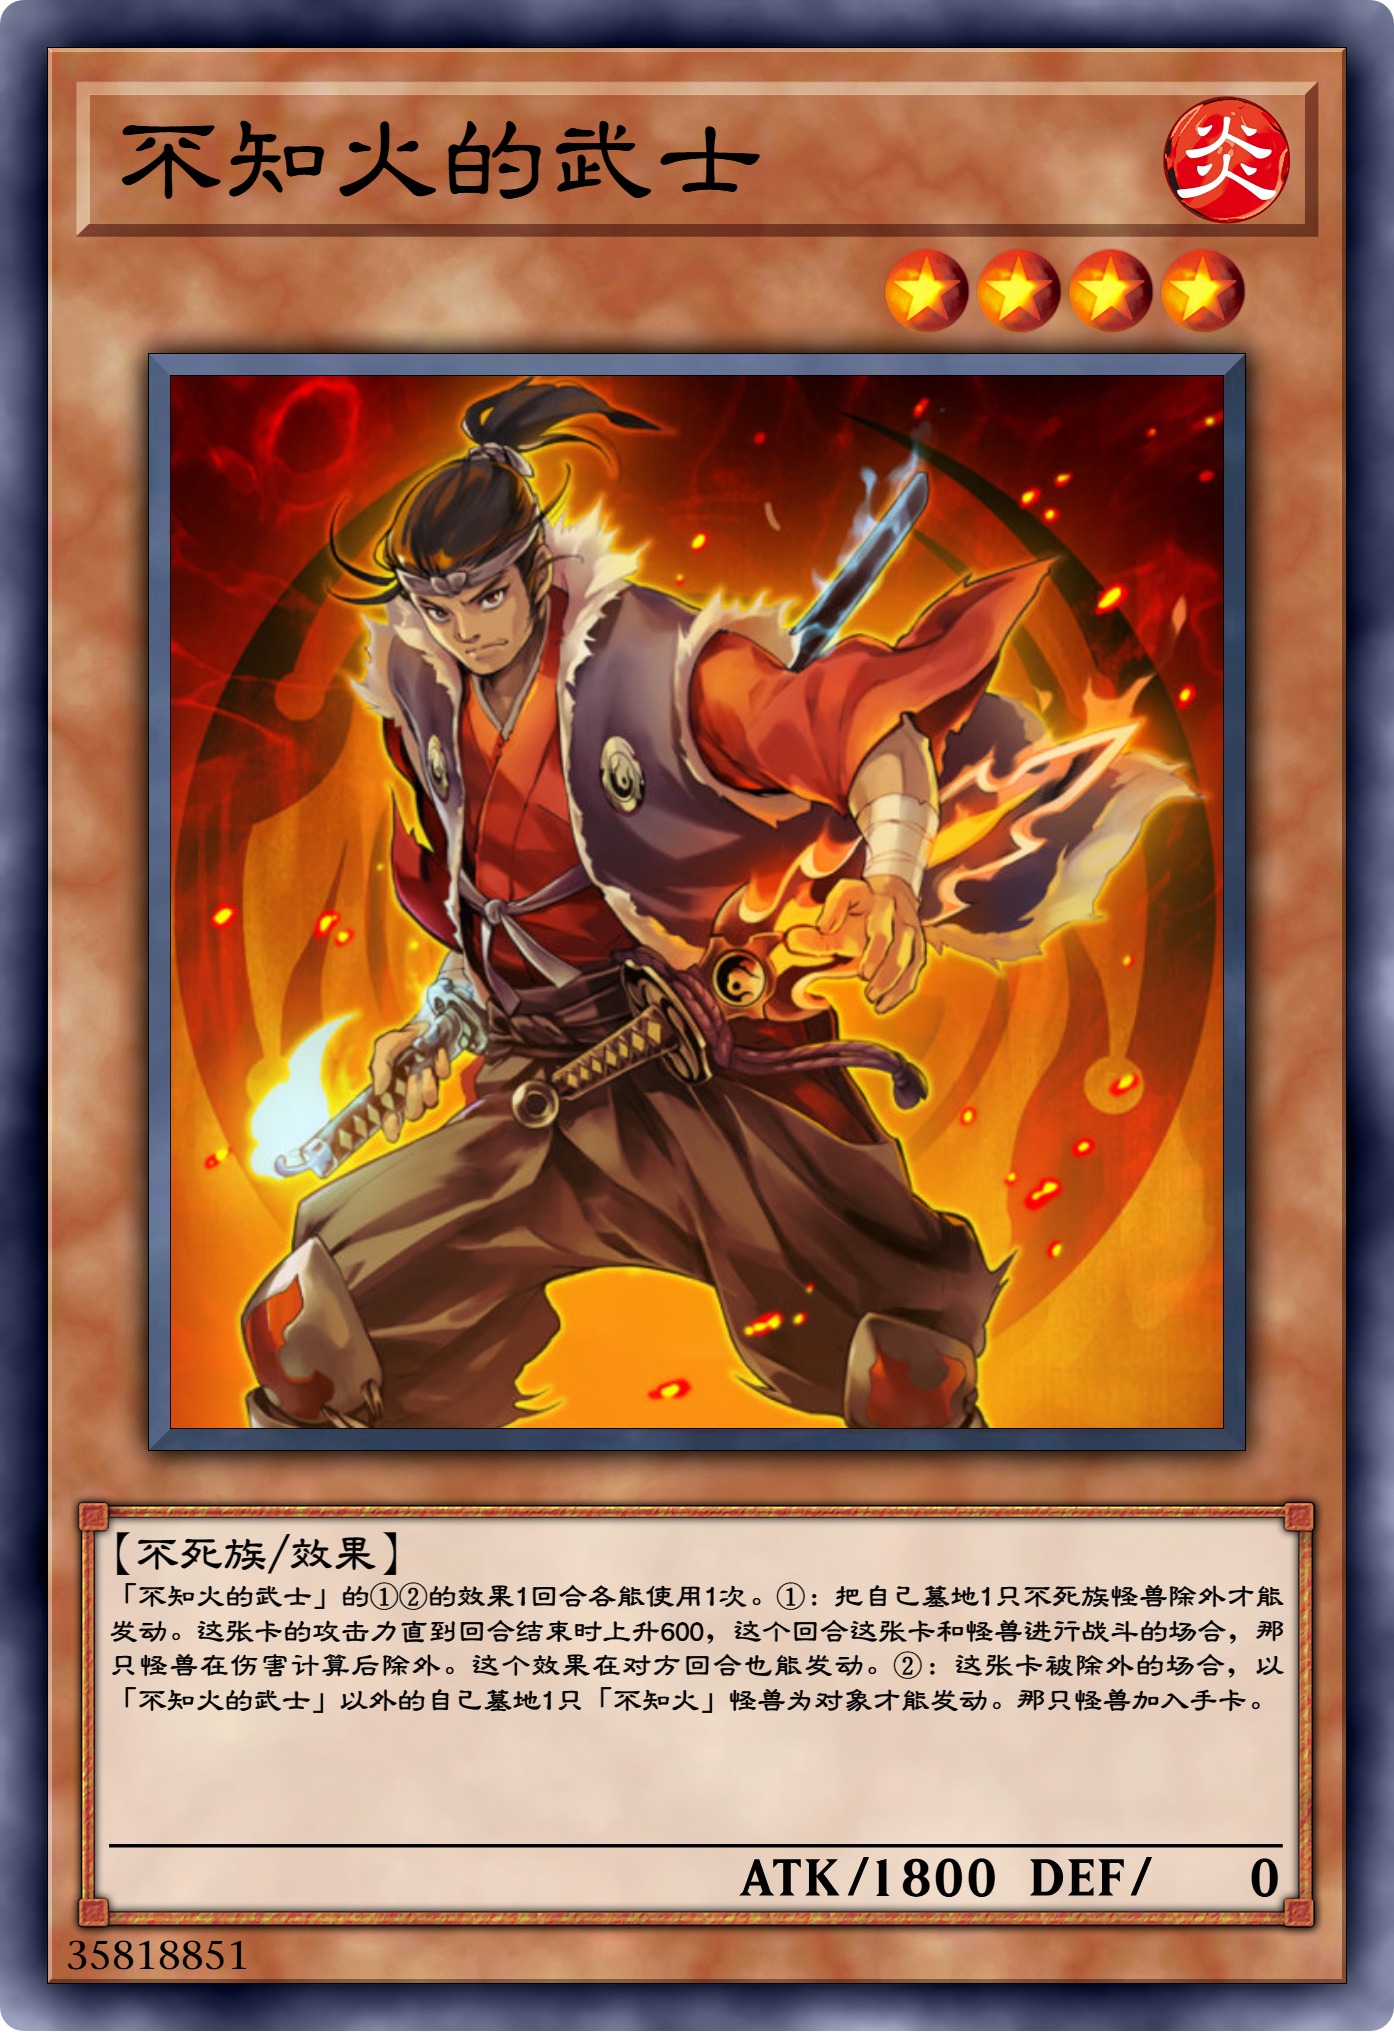 不知火的武士
炎
【不死族/效果】
「不知火的武士」的①②的效果1回合各能使用1次。①：把自己墓地1只不死族怪兽除外才能
发动。这张卡的攻击力直到回合结束时上升600，这个回合这张卡和怪兽进行战斗的场合，那
只怪兽在伤害计算后除外。这个效果在对方回合也能发动。②：这张卡被除外的场合，以
「不知火的武士」以外的自己墓地1只「不知火」怪兽为对象才能发动。那只怪兽加入手卡。
ATK/1800 DEF/ 0
35818851